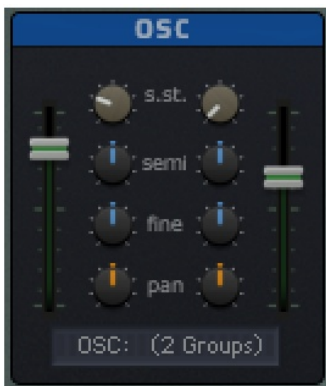 OSC
s.st.
semi
fine
pan
OSC: (2 Groups)